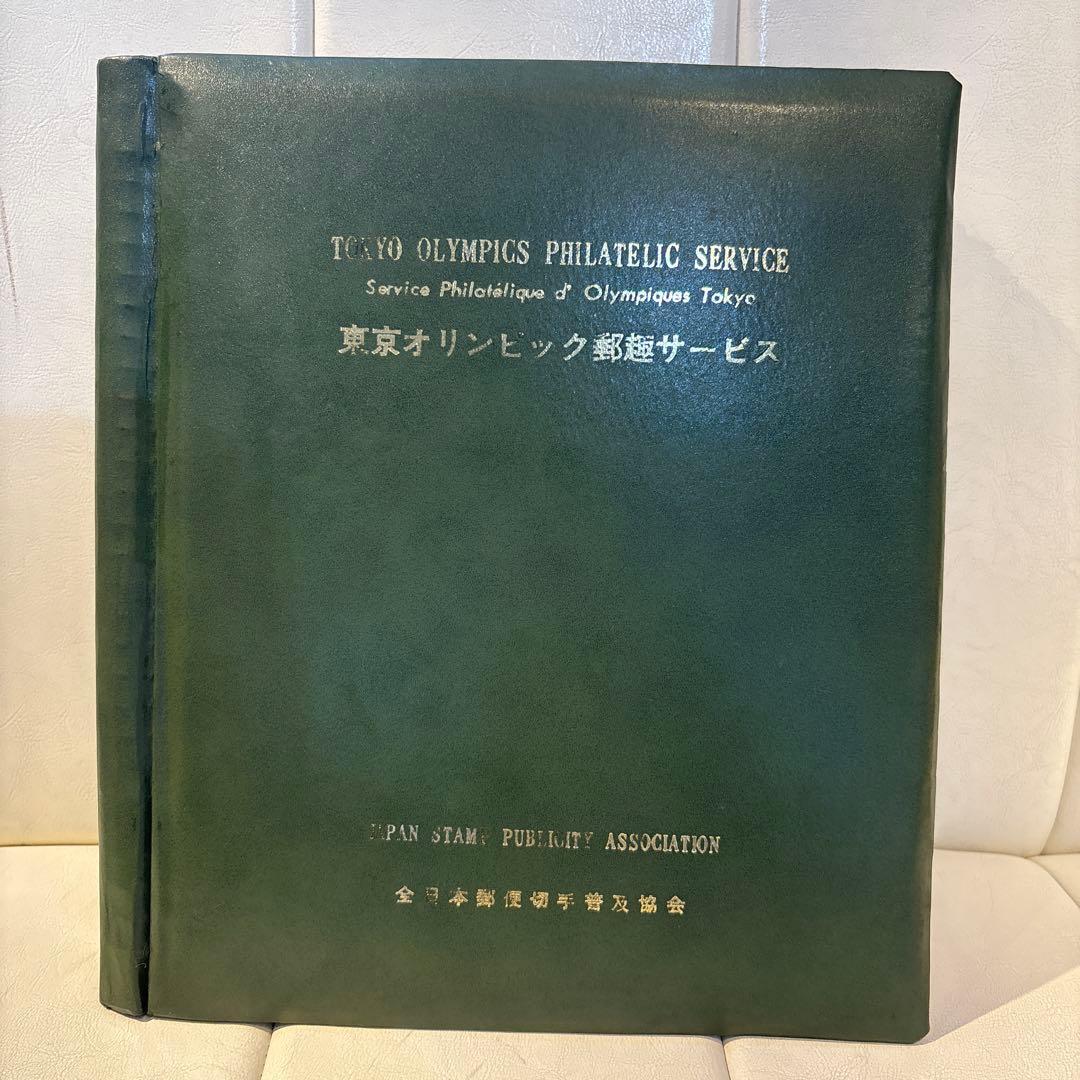 TOKYO OLYMPICS PHILATELIC SERVICE
Service Philatélique d' Olympiques Tokyo
東京オリンピック郵趣サービス
JAPAN STAMP PUBLICITY ASSOCIATION
全日本郵便切手普及協会